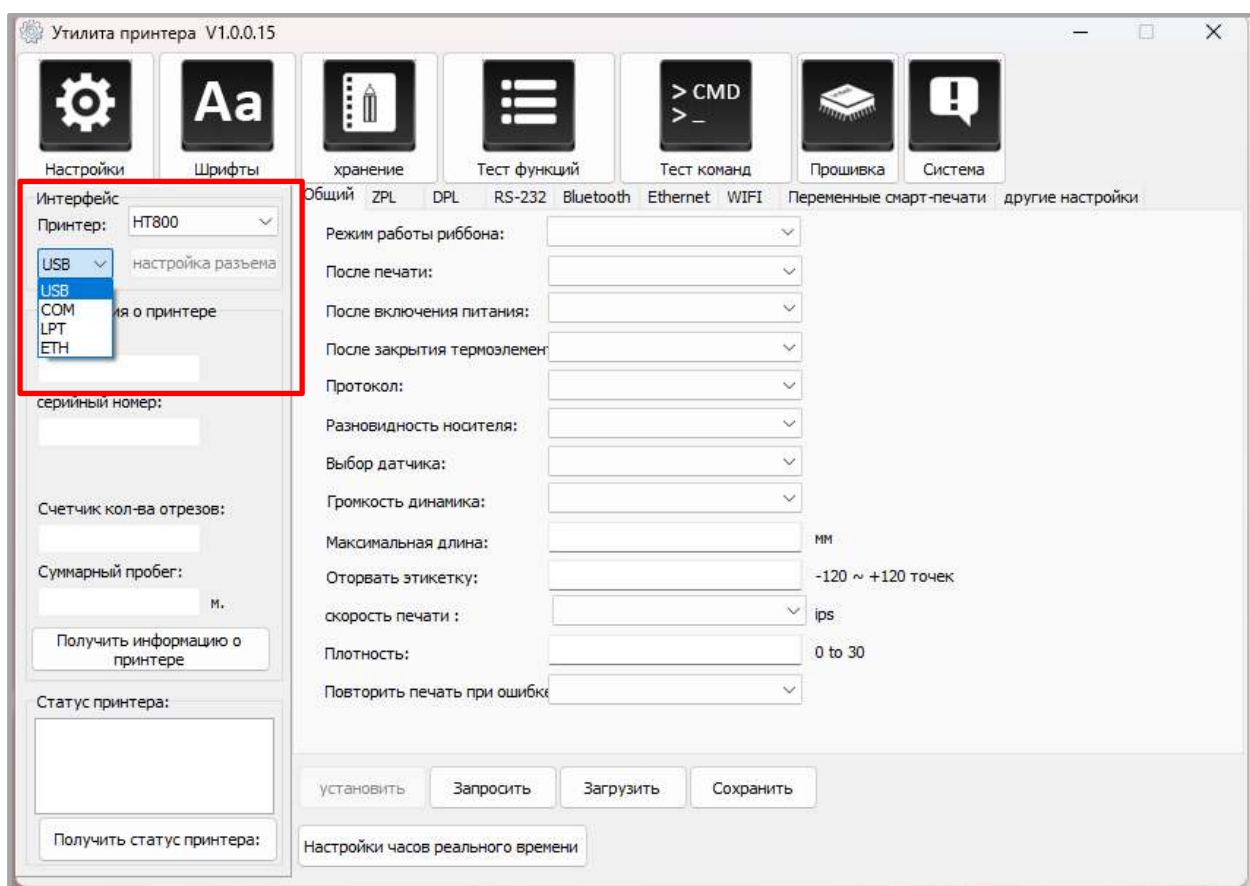 Утилита принтера V1.0.0.15
Aa
> CMD
> _
Настройки
Шрифты
хранение
Тест функций
Тест команд
Прошивка
Система
Интерфейс
Принтер: HT800
USB настройка разъема
USB
COM
LPT
ETH
о принтере
серийный номер:
Счетчик кол-ва отрезов:
Суммарный пробег:
м.
Получить информацию о
принтере
Статус принтера:
Получить статус принтера:
Общий ZPL DPL RS-232 Bluetooth Ethernet WIFI Переменные смарт-печати другие настройки
Режим работы риббона:
После печати:
После включения питания:
После закрытия термоэлемен
Протокол:
Разновидность носителя:
Выбор датчика:
Громкость динамика:
Максимальная длина: мм
Оторвать этикетку: -120 ~ +120 точек
скорость печати : ips
Плотность: 0 to 30
Повторить печать при ошибке
установить Запросить Загрузить Сохранить
Настройки часов реального времени